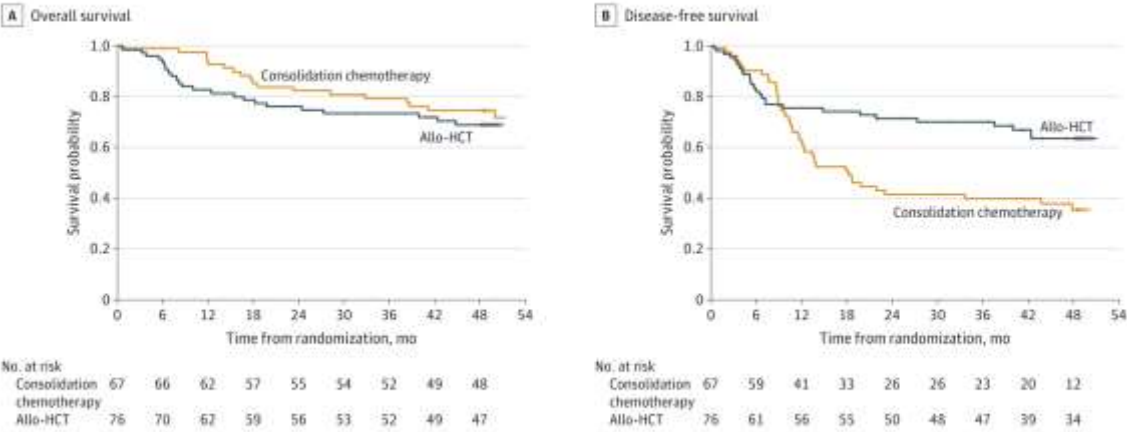 A Overall survival
1.0
0.8
0.6
0.4
0.2
0
Survival probability
Consolidation chemotherapy
Allo-HCT
0 6 12 18 24 30 36 42 48 54
Time from randomization, mo
No. at risk
Consolidation 67 66 62 57 55 54 52 49 48
chemotherapy
Allo-HCT 76 70 62 59 56 53 52 49 47
B Disease-free survival
1.0
0.8
0.6
0.4
0.2
0
Survival probability
Allo-HCT
Consolidation chemotherapy
0 6 12 18 24 30 36 42 48 54
Time from randomization, mo
No. at risk
Consolidation 67 59 41 33 26 26 23 20 12
chemotherapy
Allo-HCT 76 61 56 55 50 48 47 39 34